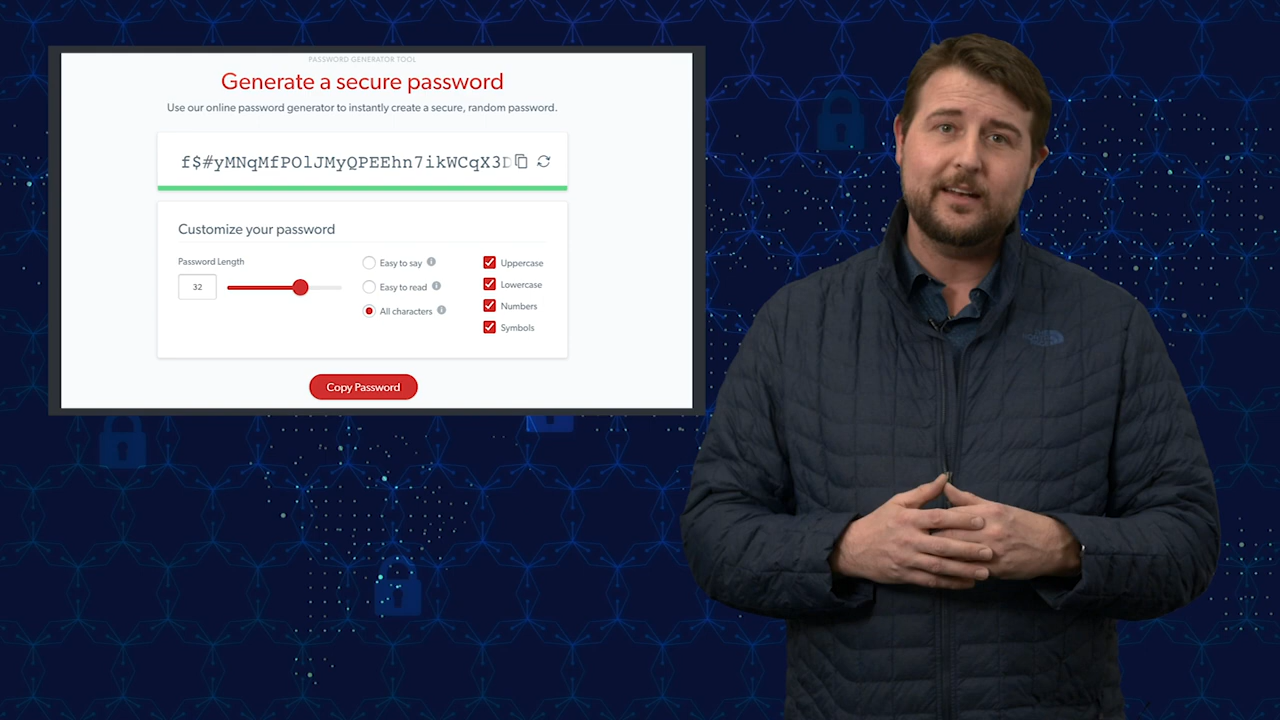 PASSWORD GENERATOR TOOL
Generate a secure password
Use our online password generator to instantly create a secure, random password.
f$#yMNqMfPOlJMyQPEEhn7ikWCqX3D
Customize your password
Password Length
32
Easy to say
Easy to read
All characters
Uppercase
Lowercase
Numbers
Symbols
Copy Password